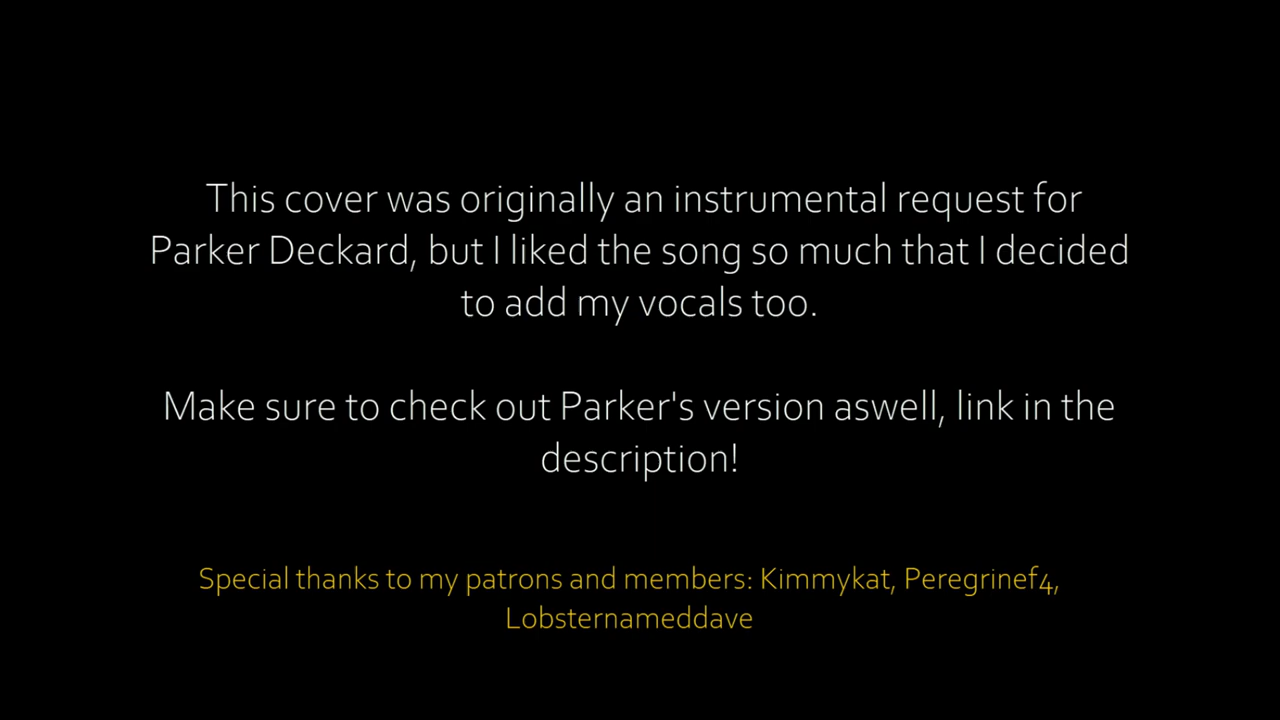 This cover was originally an instrumental request for
Parker Deckard, but I liked the song so much that I decided
to add my vocals too.
Make sure to check out Parker's version aswell, link in the
description!
Special thanks to my patrons and members: Kimmykat, Peregrinef4,
Lobsternameddave